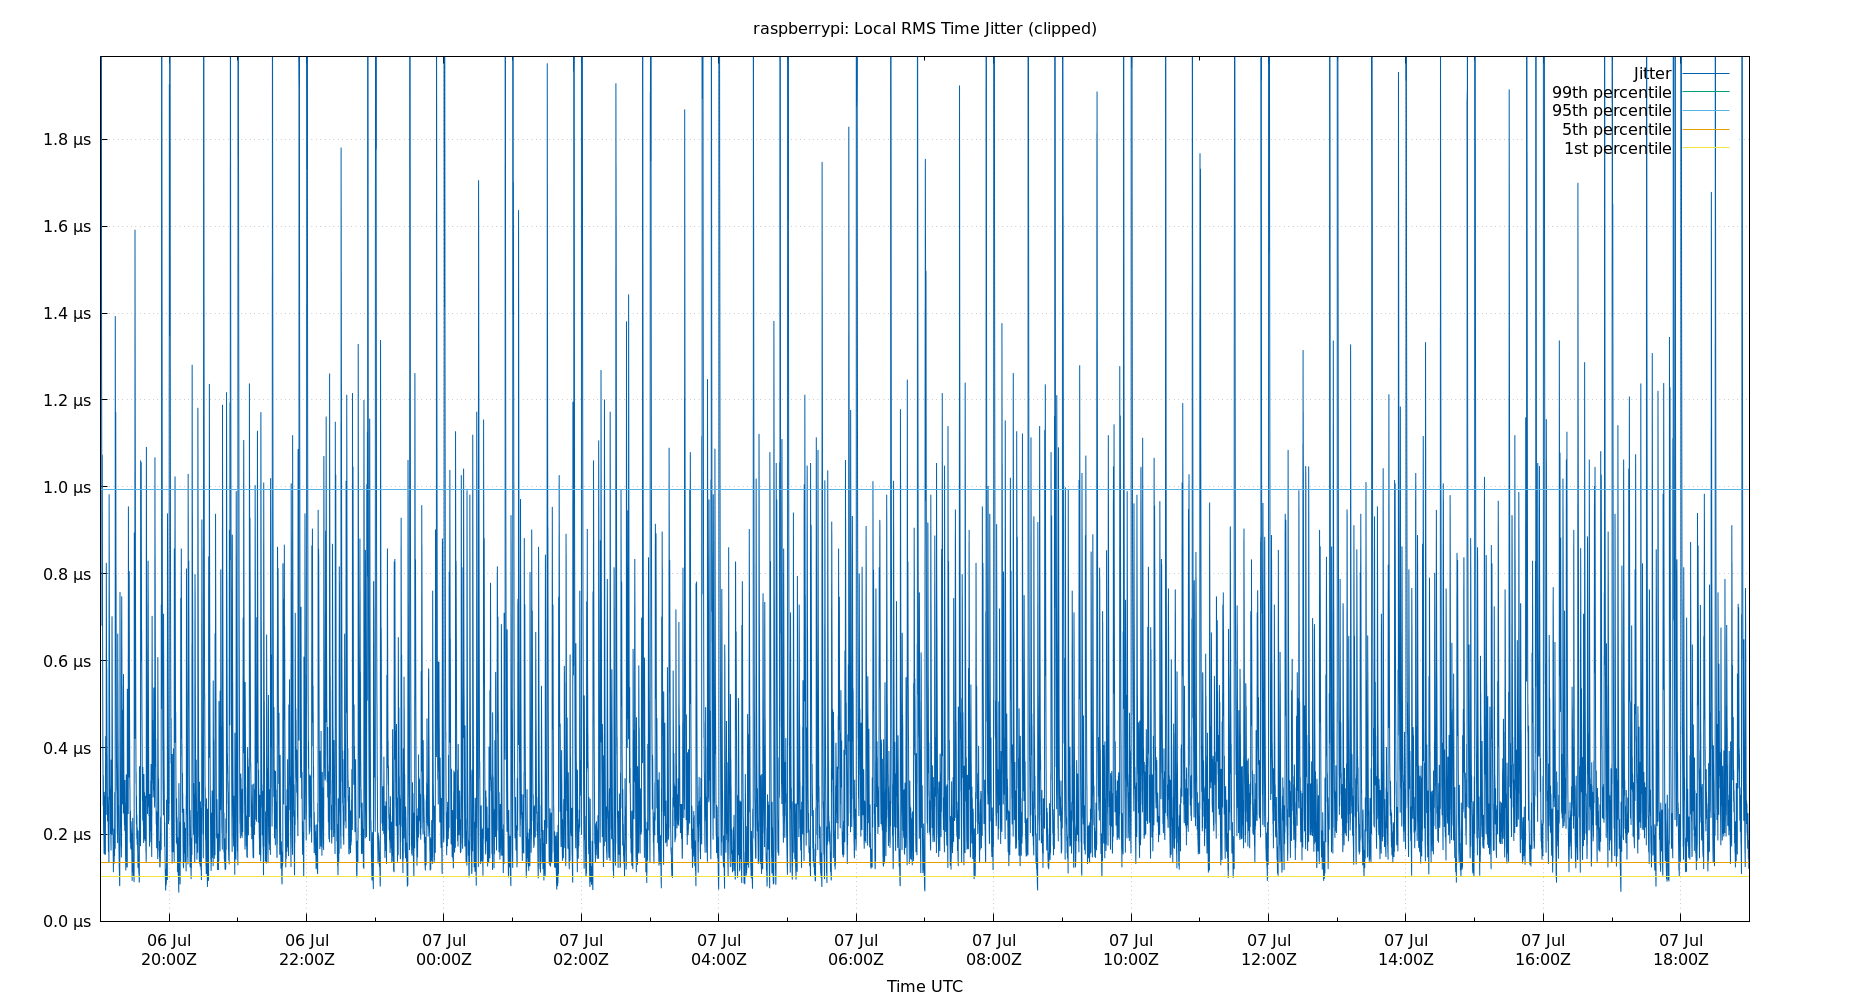 raspberrypi: Local RMS Time Jitter (clipped)
Jitter
99th percentile
95th percentile
5th percentile
1st percentile
1.8 µs
1.6 µs
1.4 µs
1.2 µs
1.0 µs
0.8 µs
0.6 µs
0.4 µs
0.2 µs
0.0 µs
06 Jul 06 Jul 07 Jul 07 Jul 07 Jul 07 Jul 07 Jul 07 Jul 07 Jul 07 Jul 07 Jul 07 Jul
20:00Z 22:00Z 00:00Z 02:00Z 04:00Z 06:00Z 08:00Z 10:00Z 12:00Z 14:00Z 16:00Z 18:00Z
Time UTC